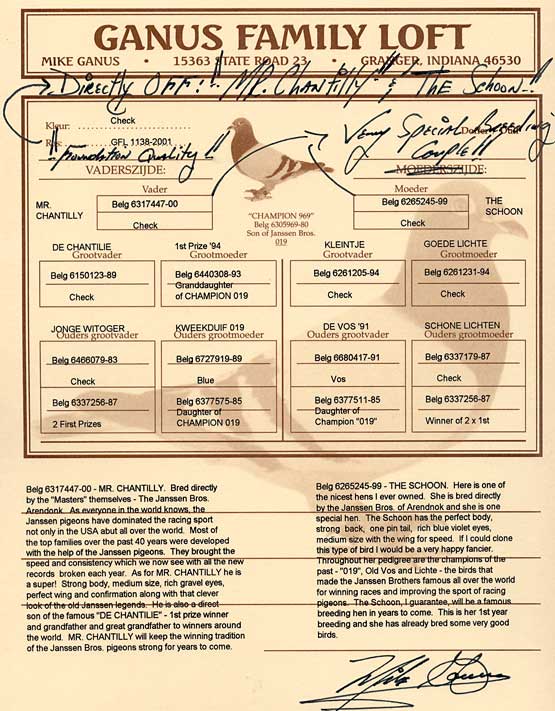 GANUS FAMILY LOFT
MIKE GANUS • 15363 STATE ROAD 23 • GRANGER, INDIANA 46530
Directly Off! "Mr. Chantilly" & The Schoon-!!
Kleur: Check
GFL 1138-2001
"Foundation Quality!"
Very Special Breeding Couple!!
VADERSZIJDE:
MOEDERSZIJDE:
Vader
Moeder
MR. CHANTILLY
Belg 6317447-00
Check
Belg 6265245-99
Check
THE SCHOON
"CHAMPION 969"
Belg 6305969-80
Son of Janssen Bros.
019
DE CHANTILIE
Grootvader
Belg 6150123-89
Check
1st Prize '94
Grootmoeder
Belg 6440308-93
Granddaughter
of CHAMPION 019
KLEINTJE
Grootvader
Belg 6261205-94
Check
GOEDE LICHTE
Grootmoeder
Belg 6261231-94
Check
JONGE WITOGER
Ouders grootvader
Belg 6466079-83
Check
Belg 6337256-87
2 First Prizes
KWEEKDUIF 019
Ouders grootmoeder
Belg 6727919-89
Blue
Belg 6377575-85
Daughter of
CHAMPION 019
DE VOS '91
Ouders grootvader
Belg 6680417-91
Vos
Belg 6377511-85
Daughter of
Champion "019"
SCHONE LICHTEN
Ouders grootmoeder
Belg 6337179-87
Check
Belg 6337256-87
Winner of 2 x 1st
Belg 6317447-00 - MR. CHANTILLY. Bred directly
by the "Masters" themselves - The Janssen Bros.
Arendonk. As everyone in the world knows, the
Janssen pigeons have dominated the racing sport
not only in the USA abut all over the world. Most of
the top families over the past 40 years were developed
with the help of the Janssen pigeons. They brought the
speed and consistency which we now see with all the new
records broken each year. As for MR. CHANTILLY he is
a super! Strong body, medium size, rich gravel eyes,
perfect wing and confirmation along with that clever
look of the old Janssen legends. He is also a direct
son of the famous "DE CHANTILIE" - 1st prize winner
and grandfather and great grandfather to winners around
the world. MR. CHANTILLY will keep the winning tradition
of the Janssen Bros. pigeons strong for years to come.
Belg 6265245-99 - THE SCHOON. Here is one of
the nicest hens I ever owned. She is bred directly
by the Janssen Bros. of Arendnok and she is one
special hen. The Schoon has the perfect body,
strong back, one pin tail, rich blue violet eyes,
medium size with the wing for speed. If I could clone
this type of bird I would be a very happy fancier.
Throughout her pedigree are the champions of the
past - "019", Old Vos and Lichte - the birds that
made the Janssen Brothers famous all over the world
for winning races and improving the sport of racing
pigeons. The Schoon, I guarantee, will be a famous
breeding hen in years to come. This is her 1st year
breeding and she has already bred some very good
birds.
Mike Ganus